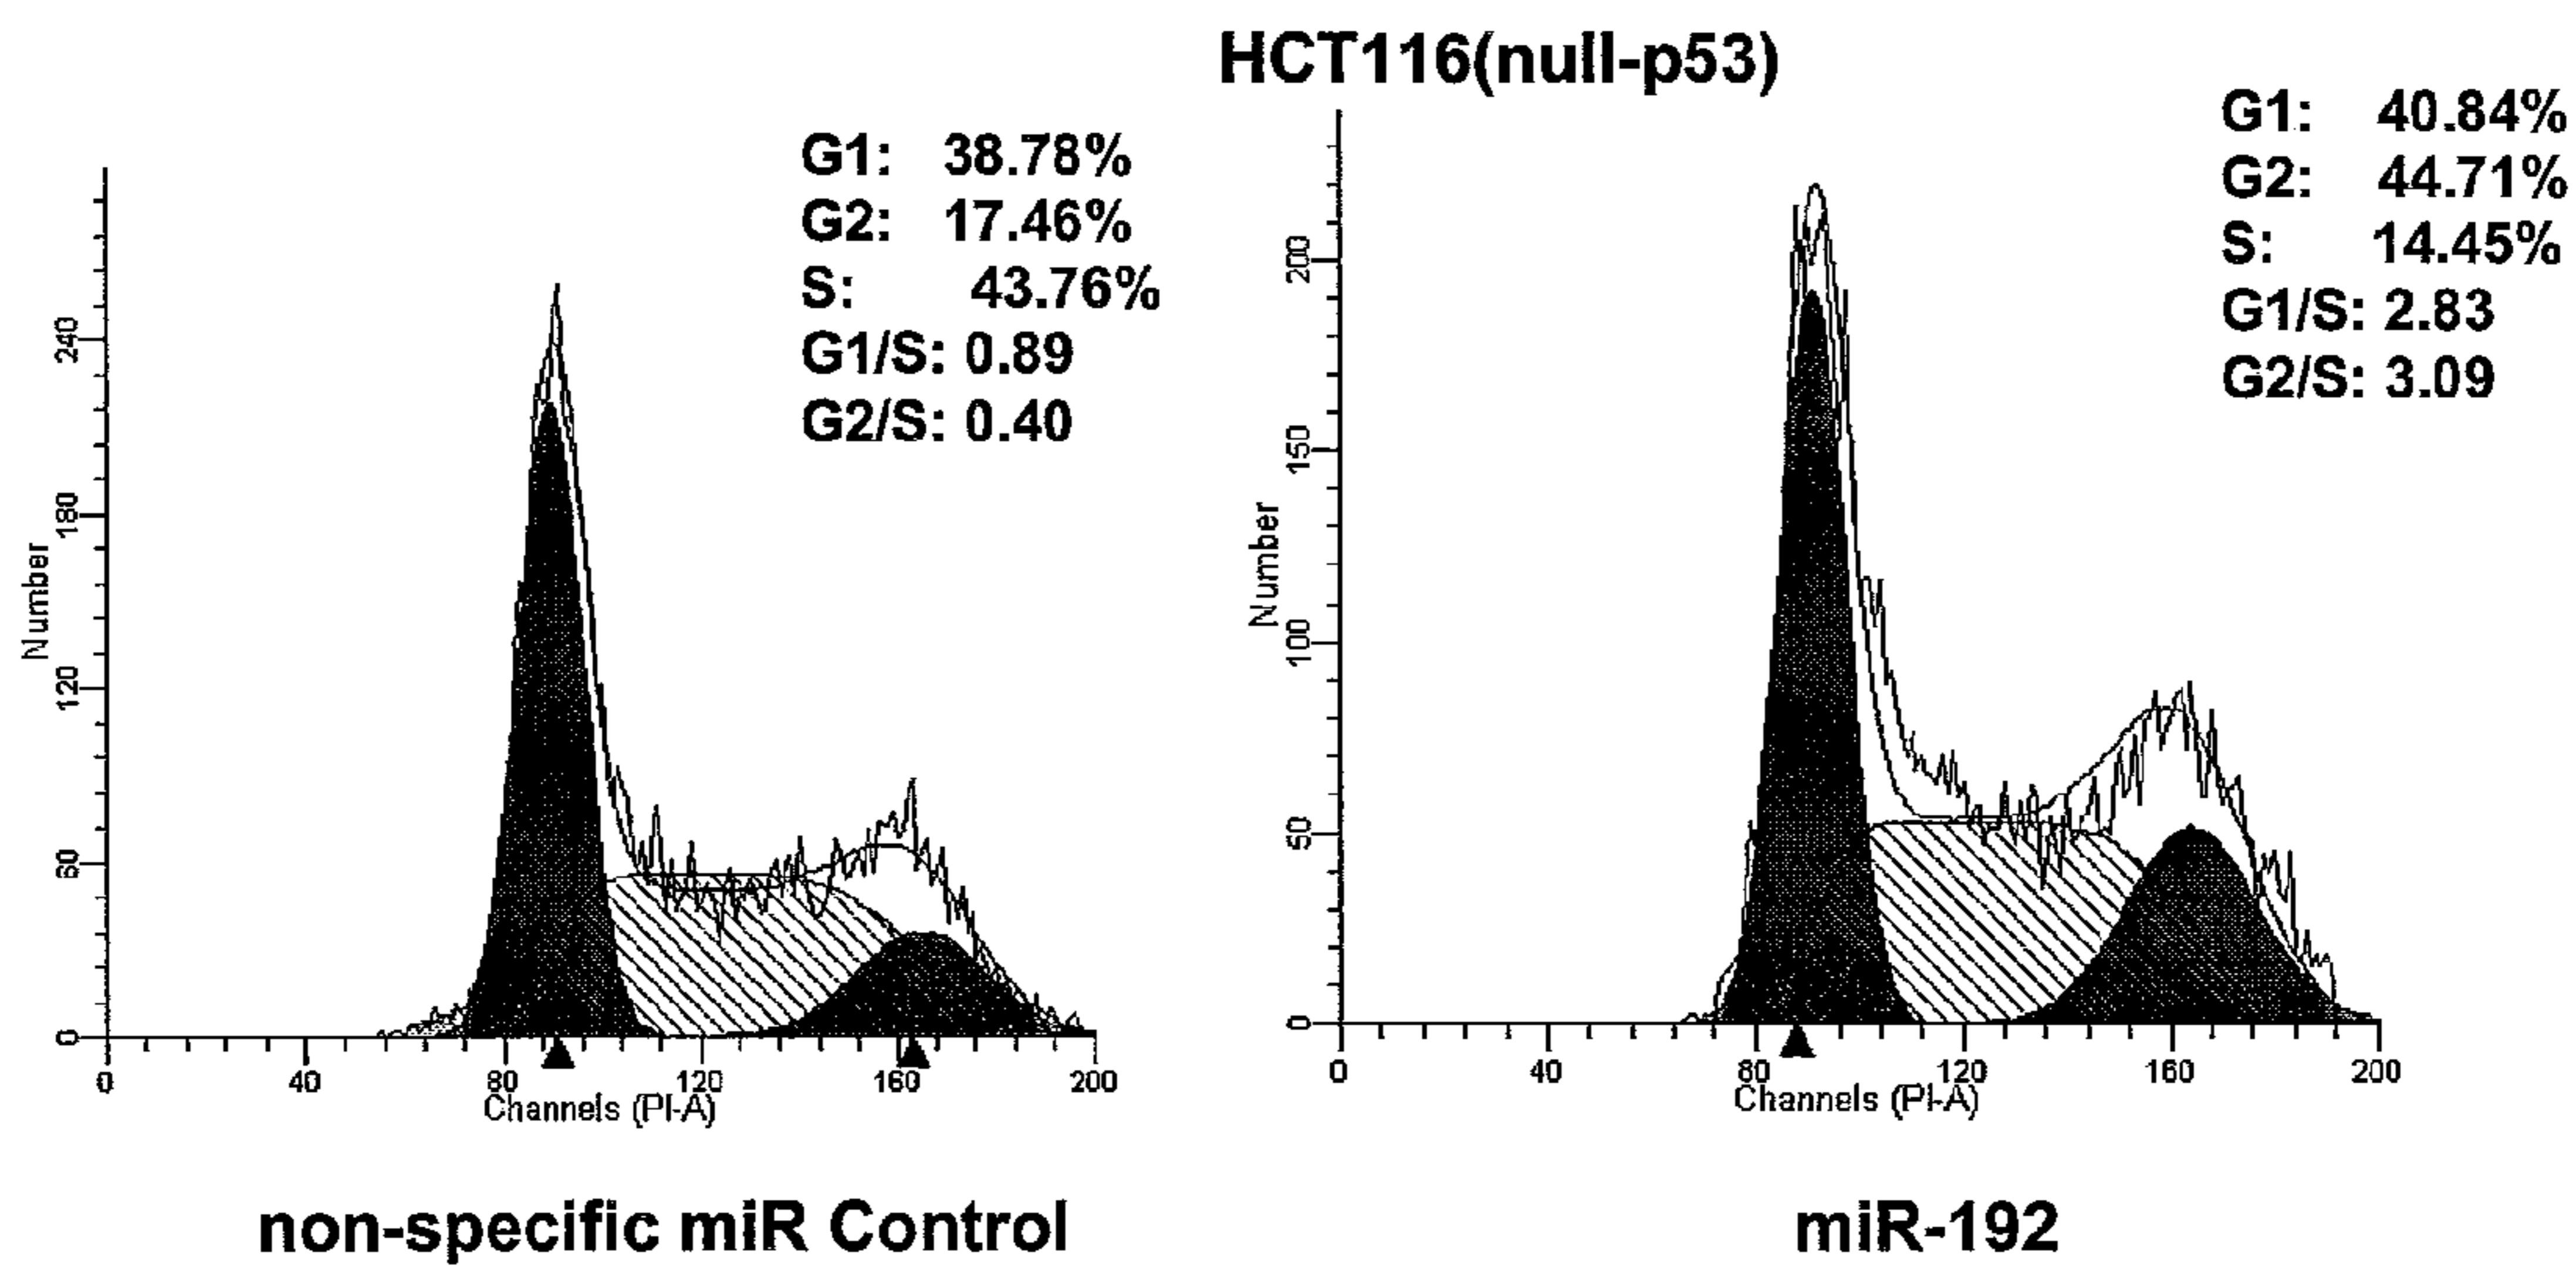 HCT116(null-p53)
G1: 38.78%
G2: 17.46%
S: 43.76%
G1/S: 0.89
G2/S: 0.40
Number
240
180
120
60
0
0 40 80 120 160 200
Channels (PI-A)
non-specific miR Control
G1: 40.84%
G2: 44.71%
S: 14.45%
G1/S: 2.83
G2/S: 3.09
Number
200
150
100
50
0
0 40 80 120 160 200
Channels (PI-A)
miR-192